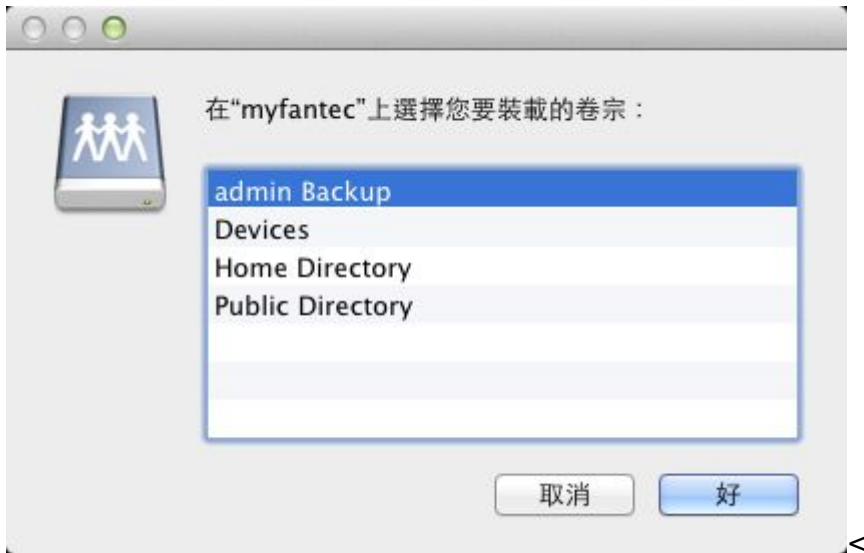 在“myfantec”上選擇您要裝載的卷宗：
admin Backup
Devices
Home Directory
Public Directory
取消 好
<